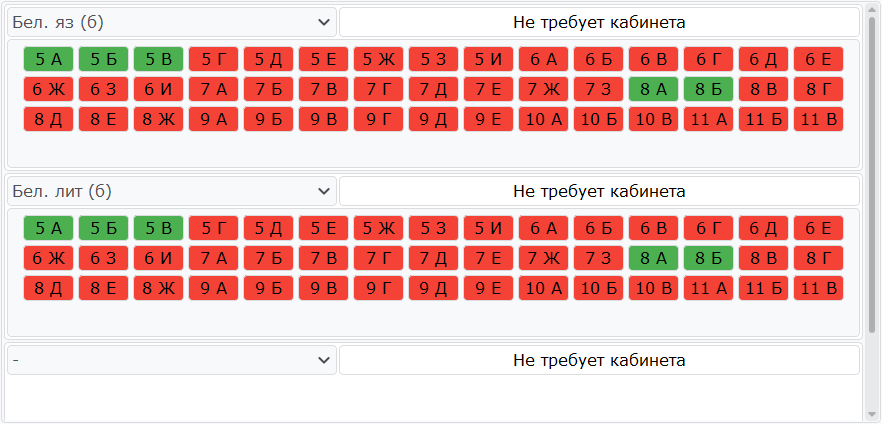 Бел. яз (б) Не требует кабинета
5 А 5 Б 5 В 5 Г 5 Д 5 Е 5 Ж 5 З 5 И 6 А 6 Б 6 В 6 Г 6 Д 6 Е
6 Ж 6 З 6 И 7 А 7 Б 7 В 7 Г 7 Д 7 Е 7 Ж 7 З 8 А 8 Б 8 В 8 Г
8 Д 8 Е 8 Ж 9 А 9 Б 9 В 9 Г 9 Д 9 Е 10 А 10 Б 10 В 11 А 11 Б 11 В
Бел. лит (б) Не требует кабинета
5 А 5 Б 5 В 5 Г 5 Д 5 Е 5 Ж 5 З 5 И 6 А 6 Б 6 В 6 Г 6 Д 6 Е
6 Ж 6 З 6 И 7 А 7 Б 7 В 7 Г 7 Д 7 Е 7 Ж 7 З 8 А 8 Б 8 В 8 Г
8 Д 8 Е 8 Ж 9 А 9 Б 9 В 9 Г 9 Д 9 Е 10 А 10 Б 10 В 11 А 11 Б 11 В
- Не требует кабинета